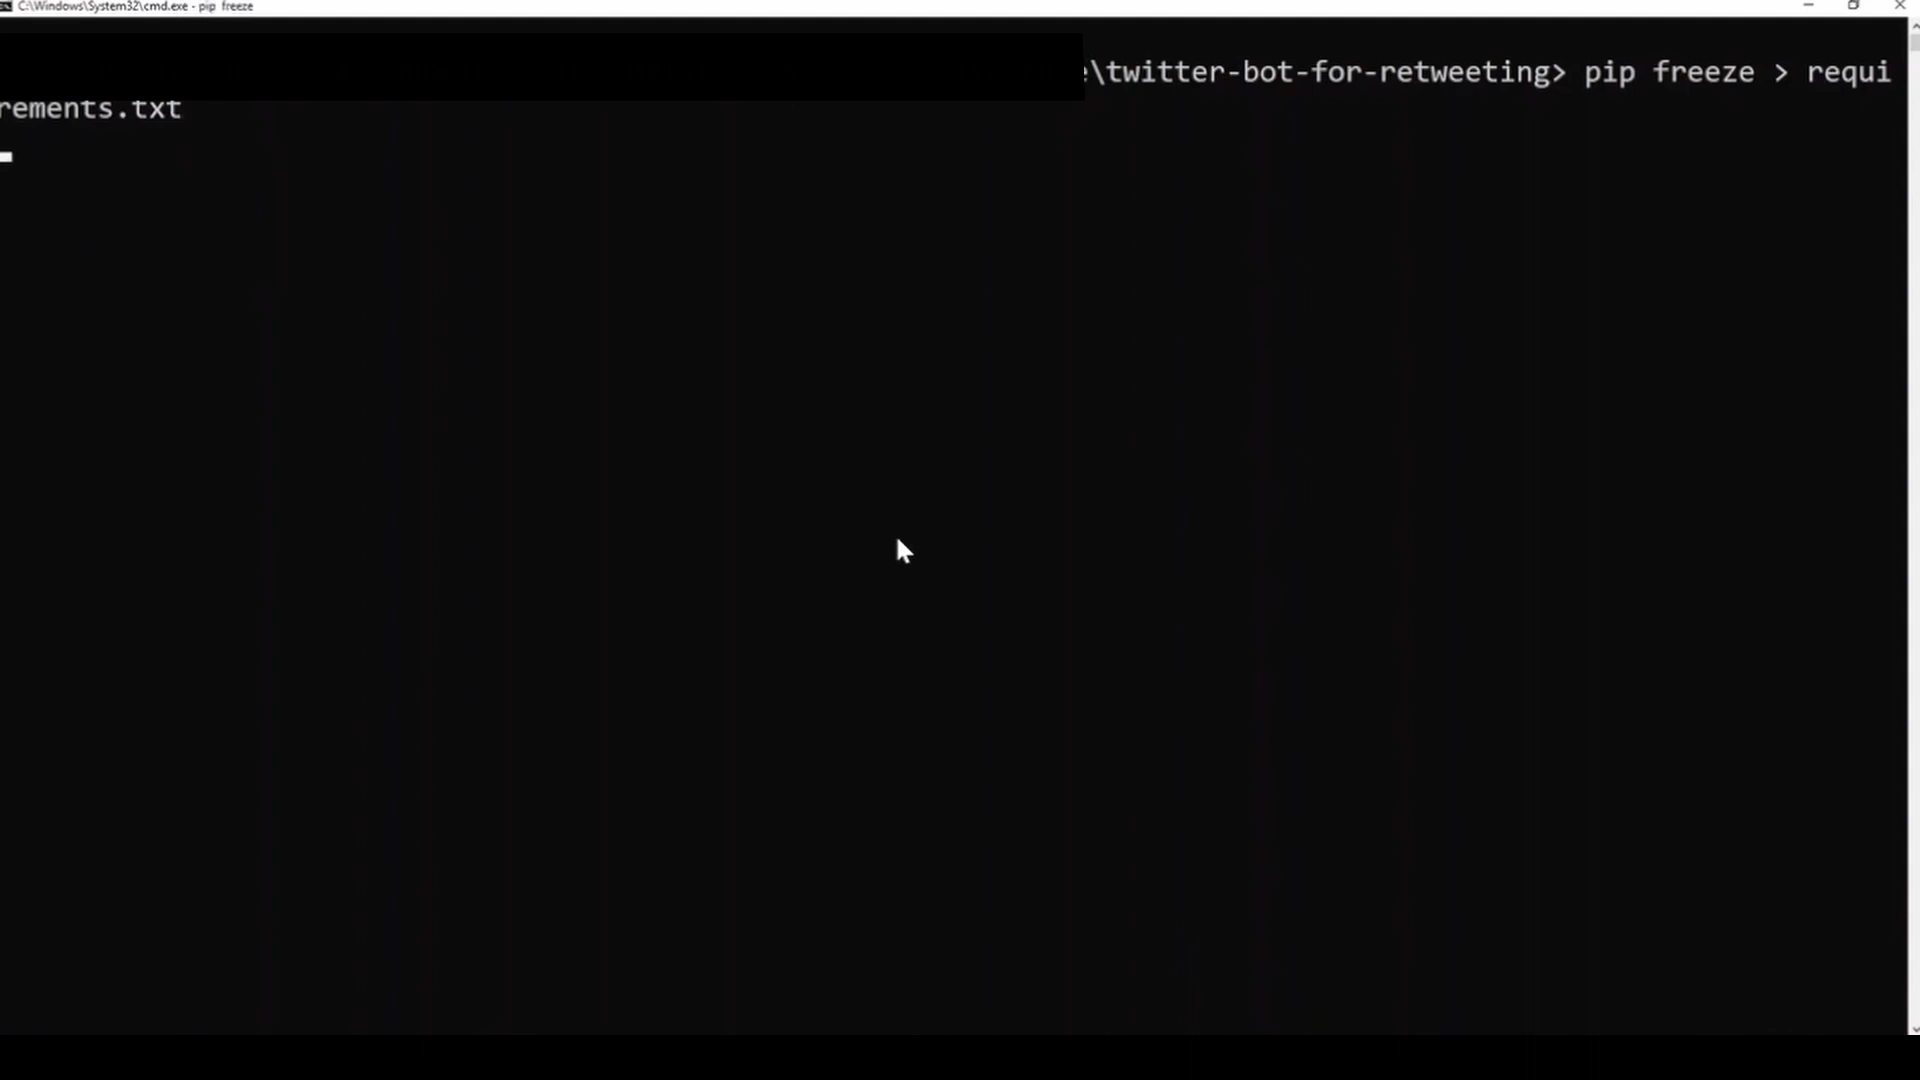 C:\Windows\System32\cmd.exe - pip freeze
\twitter-bot-for-retweeting> pip freeze > requi
rements.txt